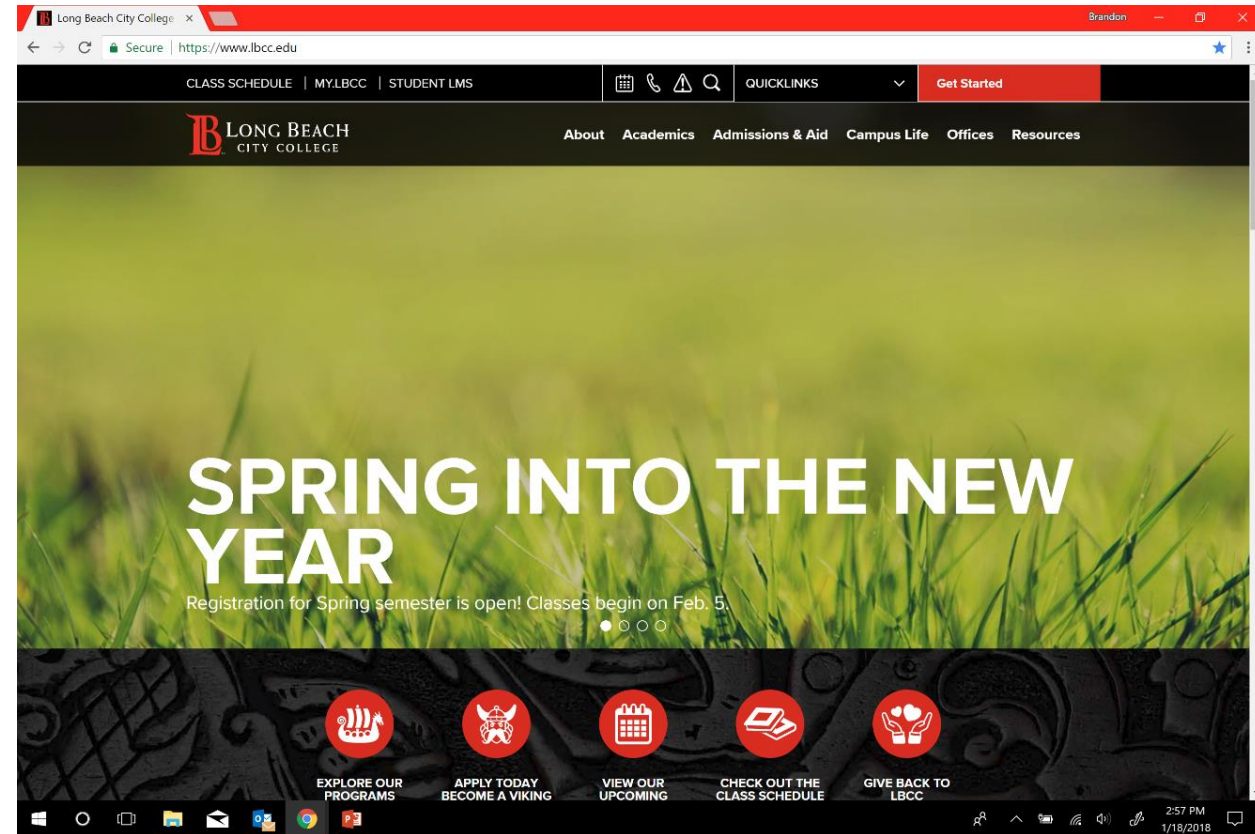 Long Beach City College
Brandon
Secure | https://www.lbcc.edu
CLASS SCHEDULE | MY.LBCC | STUDENT LMS
QUICKLINKS
Get Started
LONG BEACH
CITY COLLEGE
About Academics Admissions & Aid Campus Life Offices Resources
SPRING INTO THE NEW
YEAR
Registration for Spring semester is open! Classes begin on Feb. 5.
EXPLORE OUR
PROGRAMS
APPLY TODAY
BECOME A VIKING
VIEW OUR
UPCOMING
CHECK OUT THE
CLASS SCHEDULE
GIVE BACK TO
LBCC
2:57 PM
1/18/2018